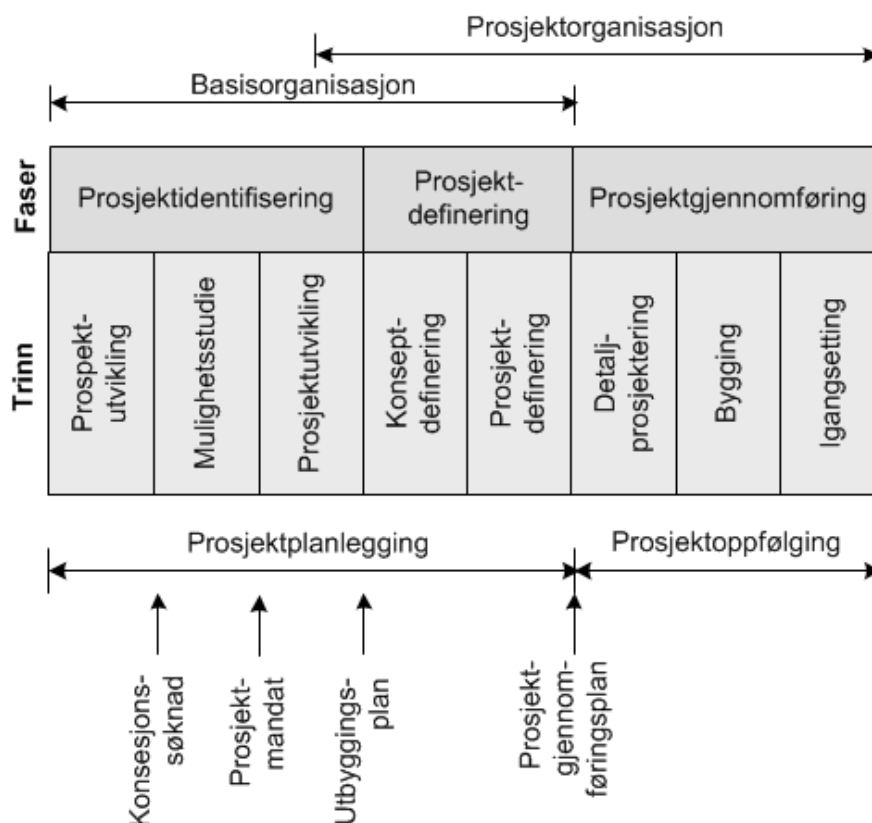 Prosjektorganisasjon
Basisorganisasjon
Faser
Prosjektidentifisering
Prosjekt-
definering
Prosjektgjennomføring
Trinn
Prospekt-
utvikling
Mulighetsstudie
Prosjektutvikling
Konsept-
definering
Prosjekt-
definering
Detalj-
prosjektering
Bygging
Igangsetting
Prosjektplanlegging
Prosjektoppfølging
Konsesjons-
søknad
Prosjekt-
mandat
Utbyggings-
plan
Prosjekt-
gjennom-
føringsplan